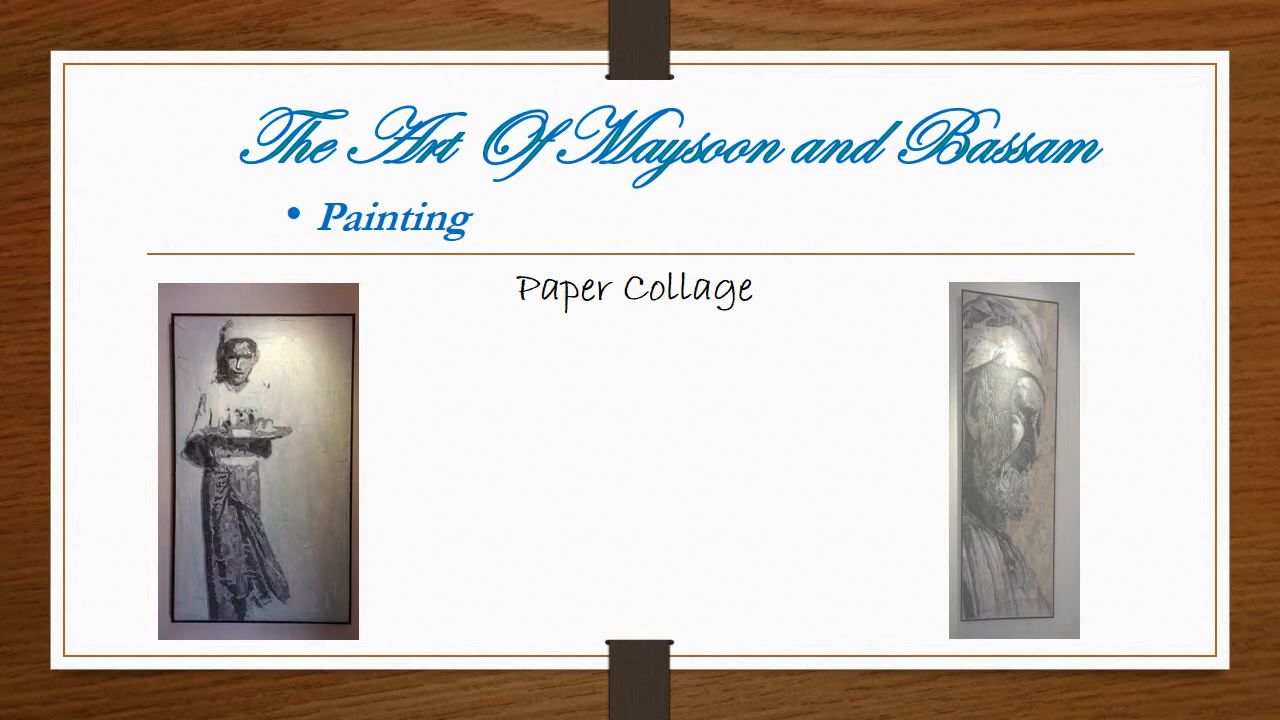 The Art Of Maysoon and Bassam
• Painting
Paper Collage